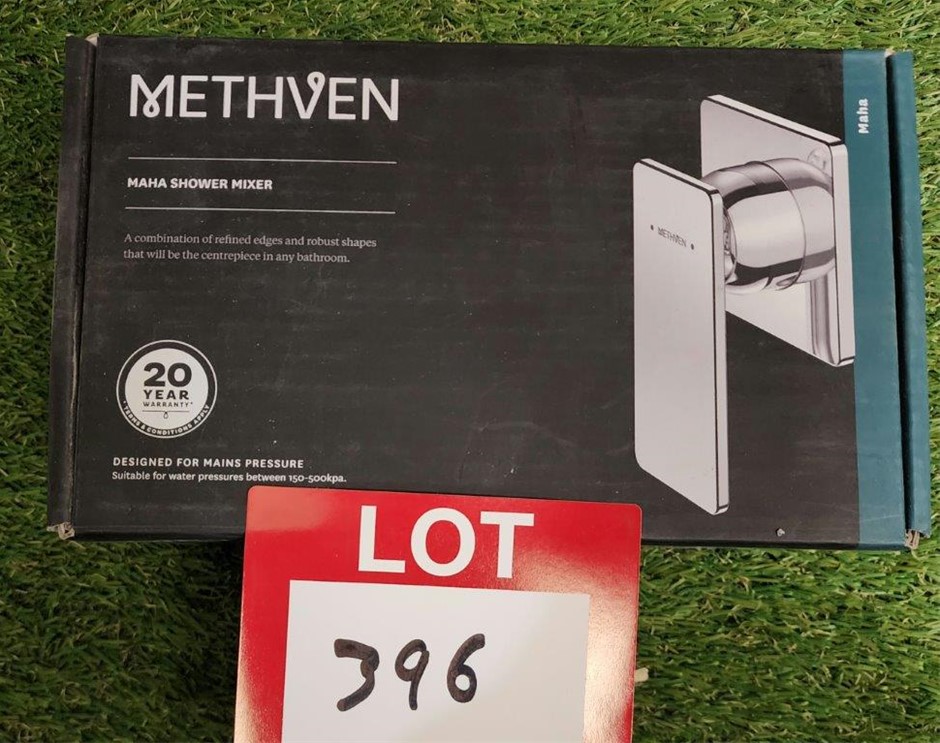 METHVEN
MAHA SHOWER MIXER
A combination of refined edges and robust shapes
that will be the centrepiece in any bathroom.
Maha
METHVEN
20
YEAR
WARRANTY*
TERMS & CONDITIONS APPLY
DESIGNED FOR MAINS PRESSURE
Suitable for water pressures between 150-500kpa.
LOT
396